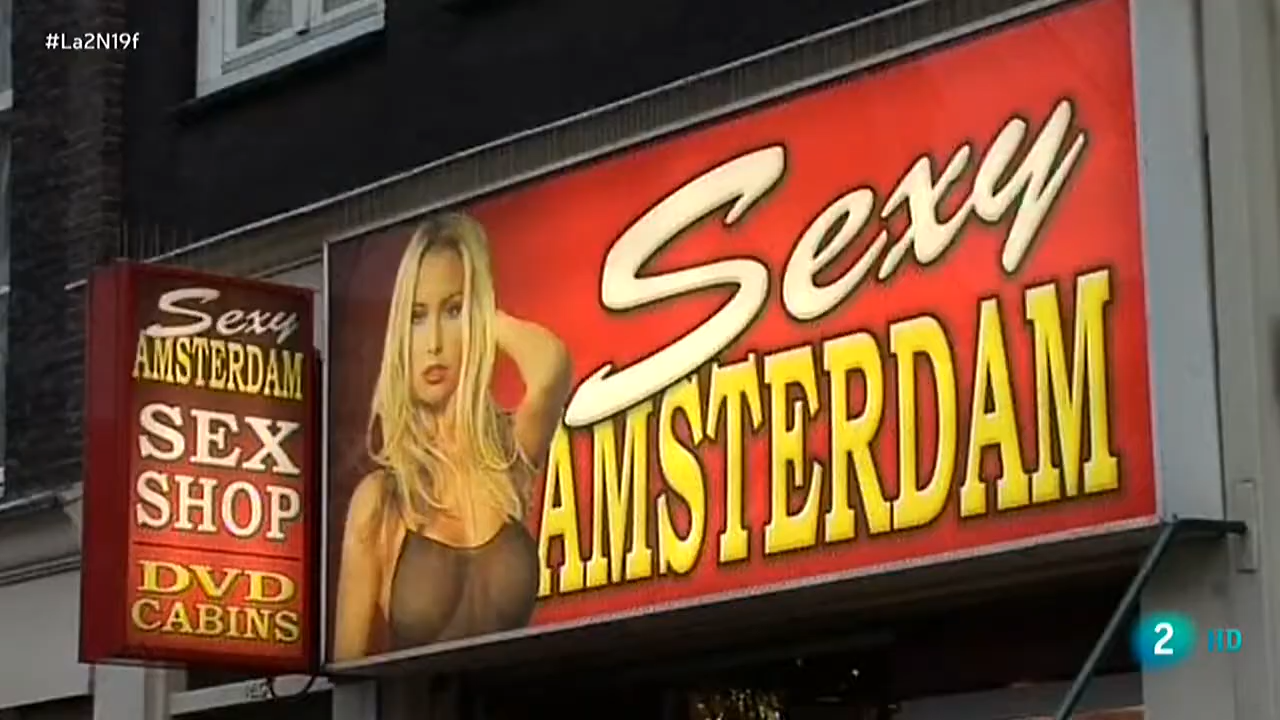 #La2N19f
Sexy
AMSTERDAM
SEX
SHOP
DVD
CABINS
Sexy
AMSTERDAM
2 HD